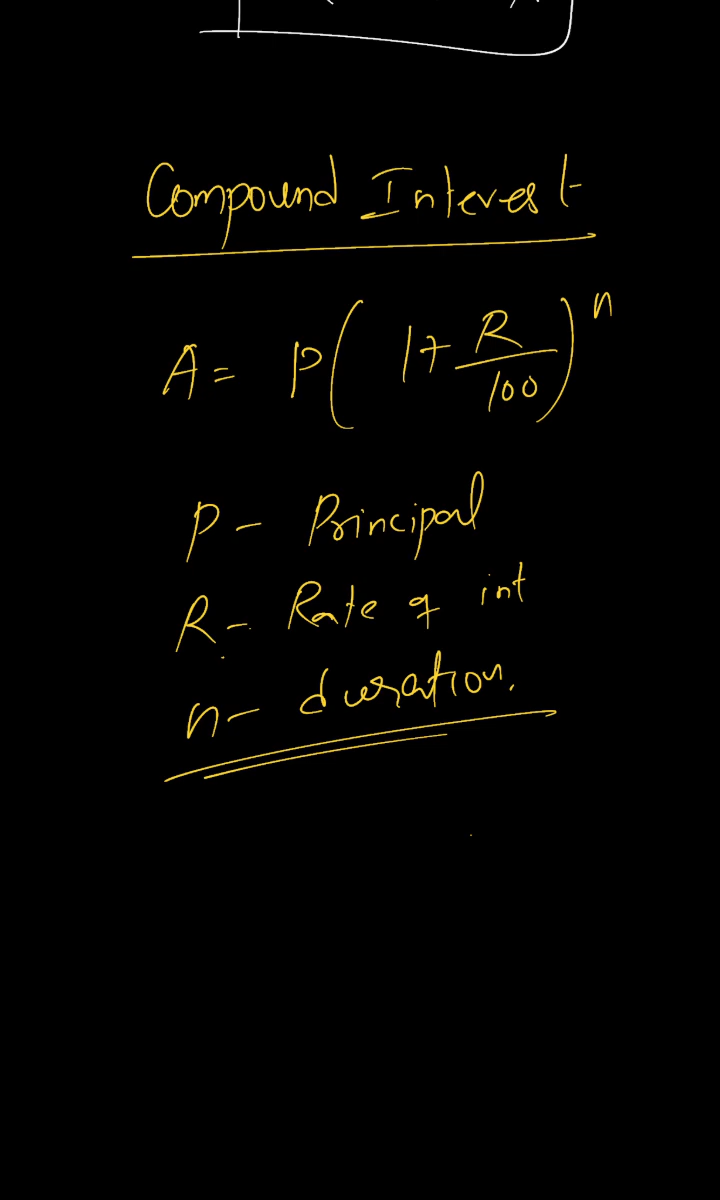 Compound Interest
A = P(1+R/100)^n
P - Principal
R - Rate of int
n - duration.